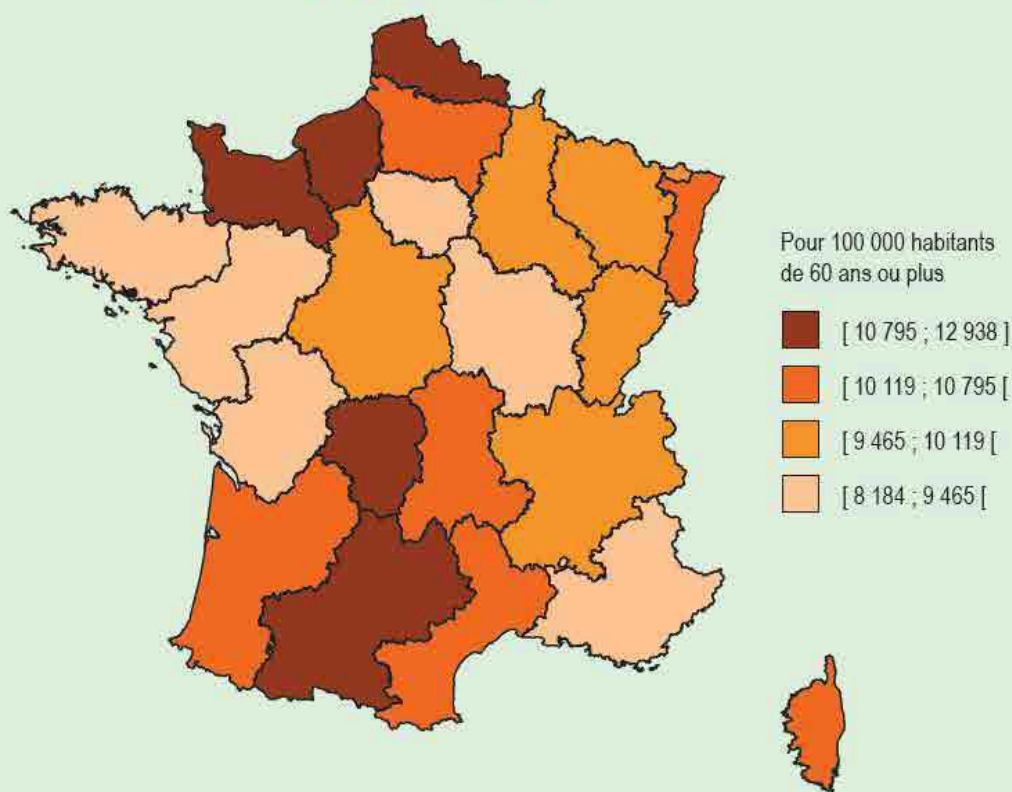 Pour 100 000 habitants
de 60 ans ou plus
[ 10 795 ; 12 938 ]
[ 10 119 ; 10 795 [
[ 9 465 ; 10 119 [
[ 8 184 ; 9 465 [